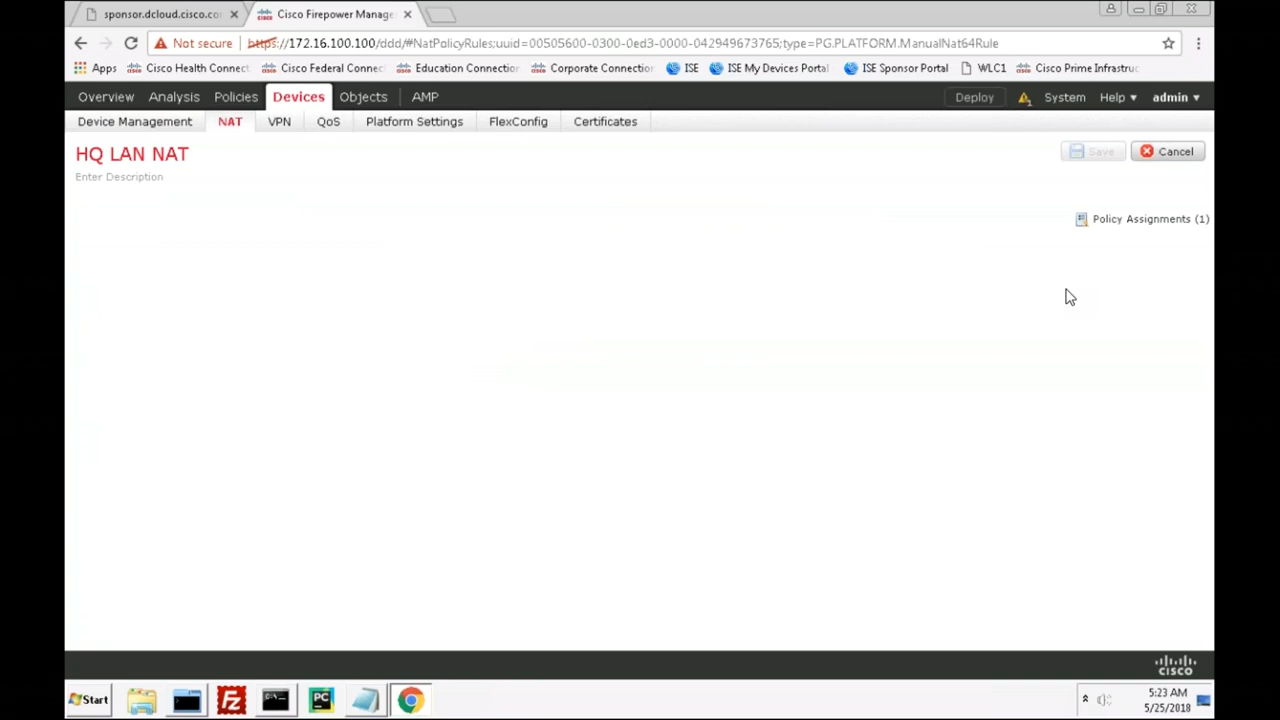 sponsor.dcloud.cisco.co
Cisco Firepower Manage
Not secure | https://172.16.100.100/ddd/#NatPolicyRules;uuid=00505600-0300-0ed3-0000-042949673765;type=PG.PLATFORM.ManualNat64Rule
Apps Cisco Health Connect Cisco Federal Connec Education Connection Corporate Connection ISE ISE My Devices Portal ISE Sponsor Portal WLC1 Cisco Prime Infrastruc
Overview Analysis Policies Devices Objects AMP Deploy System Help admin
Device Management NAT VPN QoS Platform Settings FlexConfig Certificates
HQ LAN NAT Save Cancel
Enter Description
Policy Assignments (1)
cisco
Start PC 5:23 AM
5/25/2018